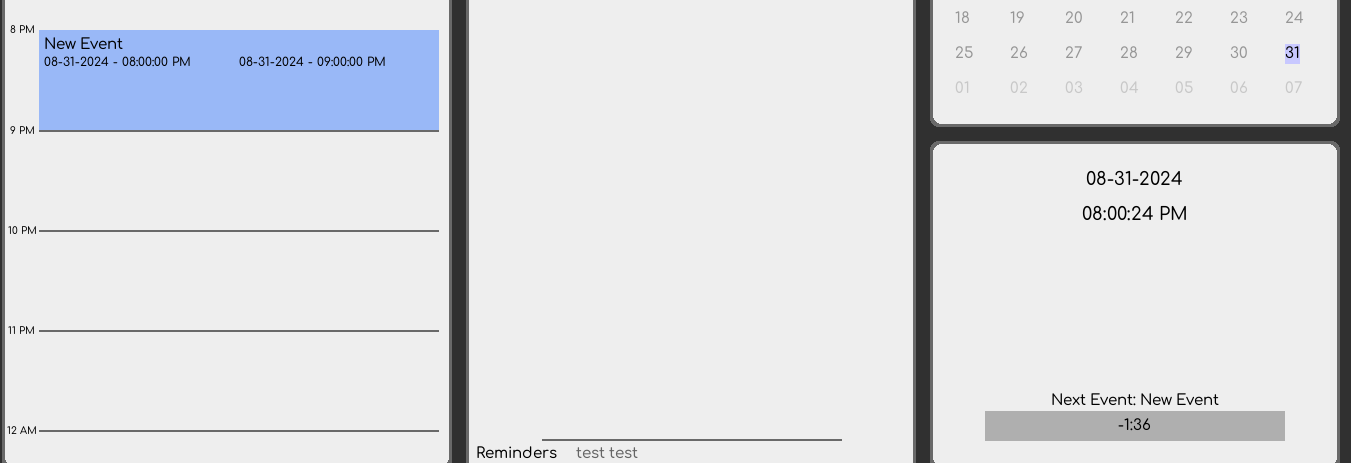 8 PM
New Event
08-31-2024 - 08:00:00 PM 08-31-2024 - 09:00:00 PM
9 PM
10 PM
11 PM
12 AM
Reminders test test
18 19 20 21 22 23 24
25 26 27 28 29 30 31
01 02 03 04 05 06 07
08-31-2024
08:00:24 PM
Next Event: New Event
-1:36